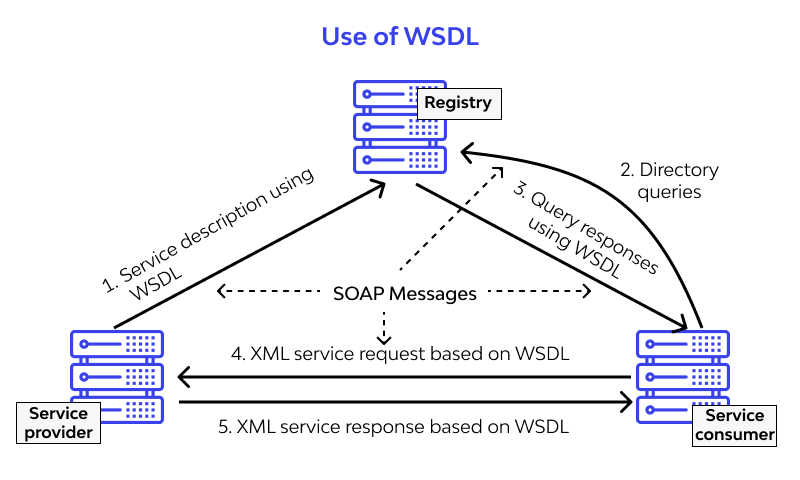 Use of WSDL
Registry
1. Service description using
WSDL
2. Directory
queries
3. Query responses
using WSDL
SOAP Messages
4. XML service request based on WSDL
5. XML service response based on WSDL
Service
provider
Service
consumer